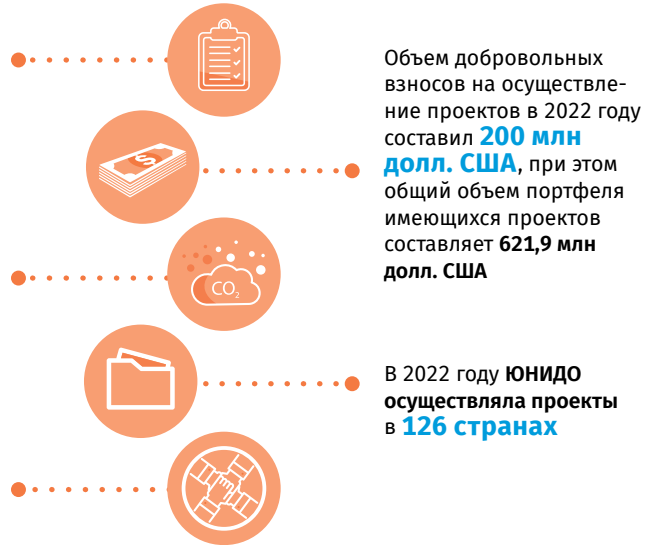 Объем добровольных
взносов на осуществле-
ние проектов в 2022 году
составил 200 млн
долл. США, при этом
общий объем портфеля
имеющихся проектов
составляет 621,9 млн
долл. США
$
CO₂
В 2022 году ЮНИДО
осуществляла проекты
в 126 странах